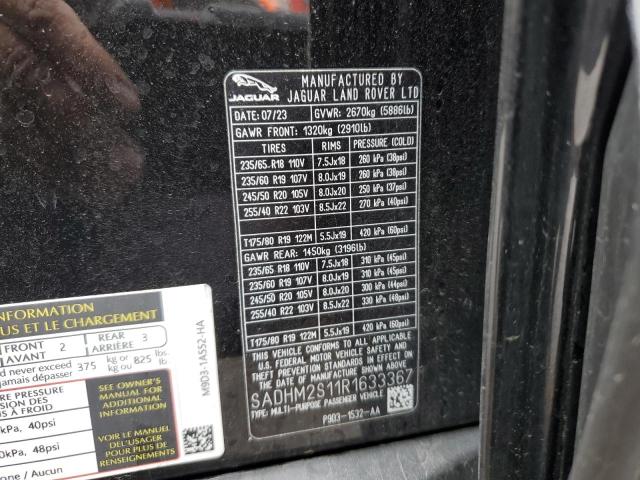 JAGUAR
MANUFACTURED BY
JAGUAR LAND ROVER LTD
DATE: 07/23 GVWR: 2670kg (5886lb)
GAWR FRONT: 1320kg (2910lb)
TIRES RIMS PRESSURE (COLD)
235/65 R18 110V 7.5Jx18 260 kPa (38psi)
235/60 R19 107V 8.0Jx19 260 kPa (38psi)
245/50 R20 105V 8.0Jx20 250 kPa (37psi)
255/40 R22 103V 8.5Jx22 270 kPa (40psi)
T175/80 R19 122M 5.5Jx19 420 kPa (60psi)
GAWR REAR: 1450kg (3196lb)
235/65 R18 110V 7.5Jx18 310 kPa (45psi)
235/60 R19 107V 8.0Jx19 310 kPa (45psi)
245/50 R20 105V 8.0Jx20 300 kPa (44psi)
255/40 R22 103V 8.5Jx22 330 kPa (48psi)
T175/80 R19 122M 5.5Jx19 420 kPa (60psi)
THIS VEHICLE CONFORMS TO ALL APPLICABLE
U.S. FEDERAL MOTOR VEHICLE SAFETY AND
THEFT PREVENTION STANDARDS IN EFFECT ON
THE DATE OF MANUFACTURE SHOWN ABOVE.
SADHM2S11R1633367
TYPE: MULTI-PURPOSE PASSENGER VEHICLE
P903-1532-AA
INFORMATION
US ET LE CHARGEMENT
FRONT 2 REAR 3
AVANT ARRIÈRE
never exceed 375 kg or 825 lbs.
jamais dépasser kg ou lb.
PRESSURE
À FROID
kPa, 40psi
kPa, 48psi
None / Aucun
SEE OWNER'S
MANUAL FOR
ADDITIONAL
INFORMATION
VOIR LE MANUEL
DE L'USAGER
POUR PLUS DE
RENSEIGNEMENTS
M903-1A552-HA